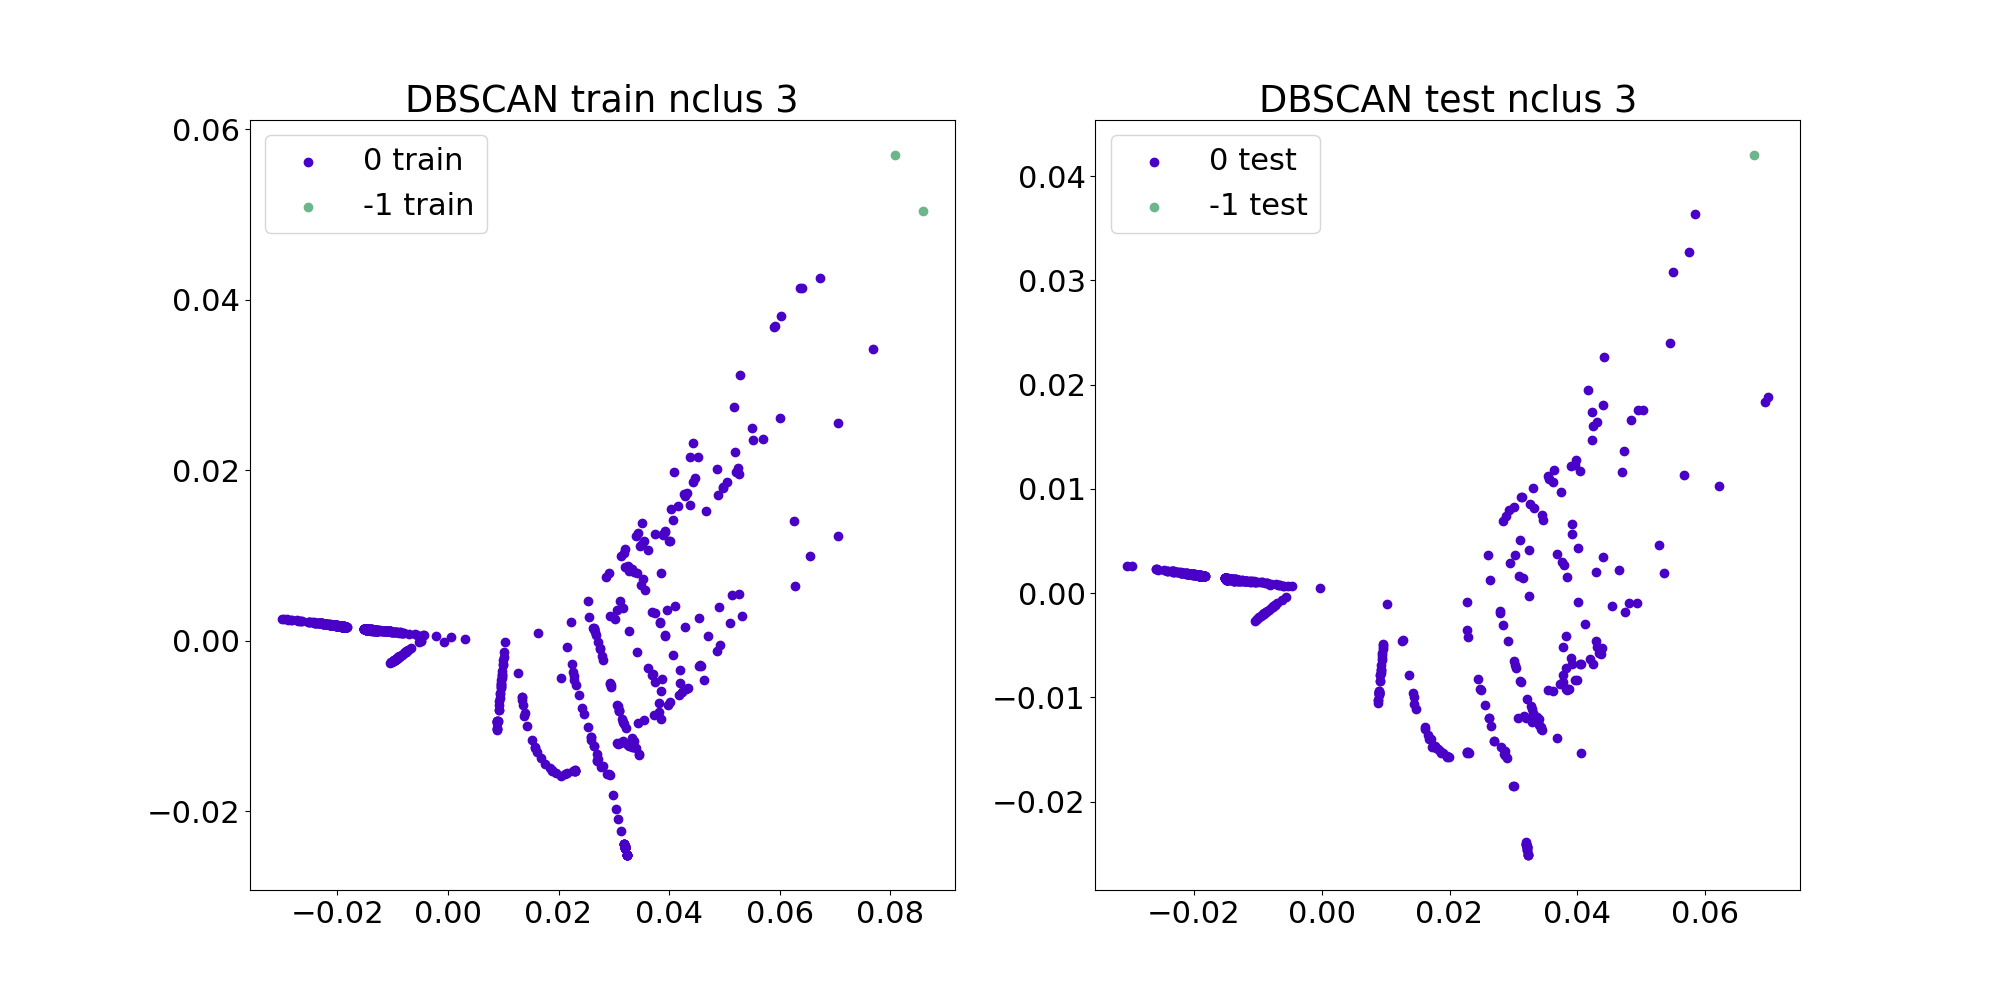 DBSCAN train nclus 3
0 train
-1 train
0.06
0.04
0.02
0.00
−0.02
−0.02 0.00 0.02 0.04 0.06 0.08
DBSCAN test nclus 3
0 test
-1 test
0.04
0.03
0.02
0.01
0.00
−0.01
−0.02
−0.02 0.00 0.02 0.04 0.06